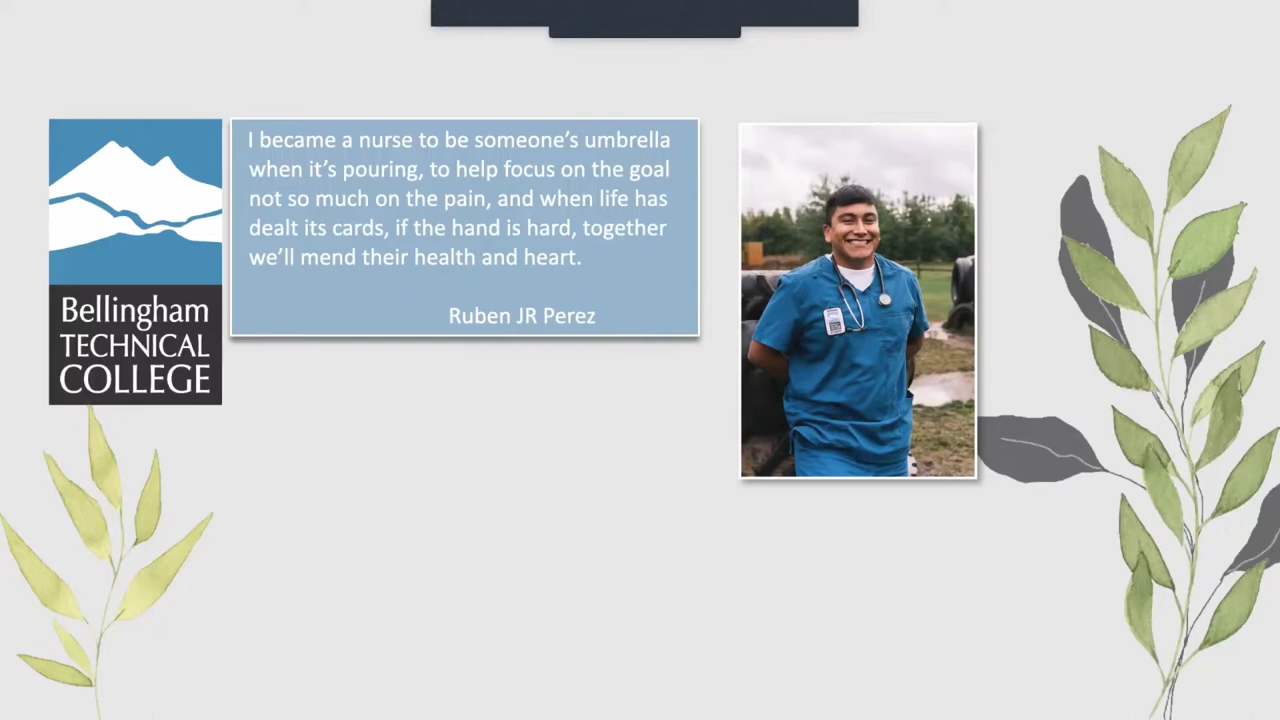 I became a nurse to be someone’s umbrella
when it’s pouring, to help focus on the goal
not so much on the pain, and when life has
dealt its cards, if the hand is hard, together
we’ll mend their health and heart.
Ruben JR Perez
Bellingham
TECHNICAL
COLLEGE